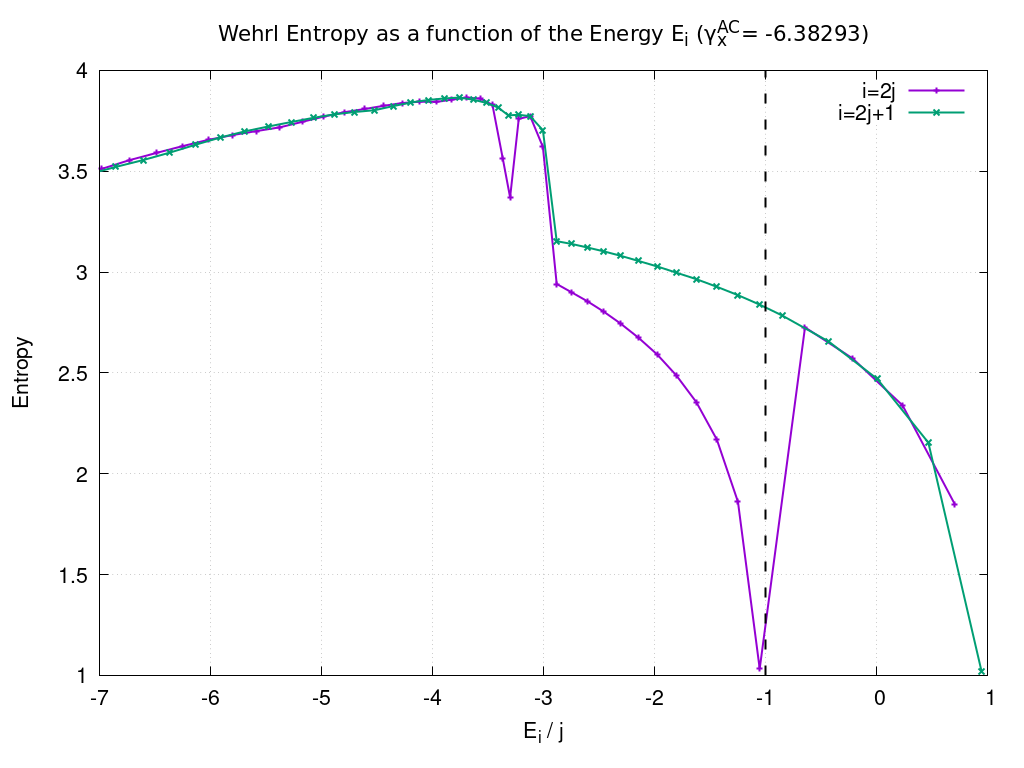 Wehrl Entropy as a function of the Energy Eᵢ (γₓᴬᶜ= -6.38293)
i=2j
i=2j+1
4
3.5
3
2.5
2
1.5
1
Entropy
-7 -6 -5 -4 -3 -2 -1 0 1
Eᵢ / j